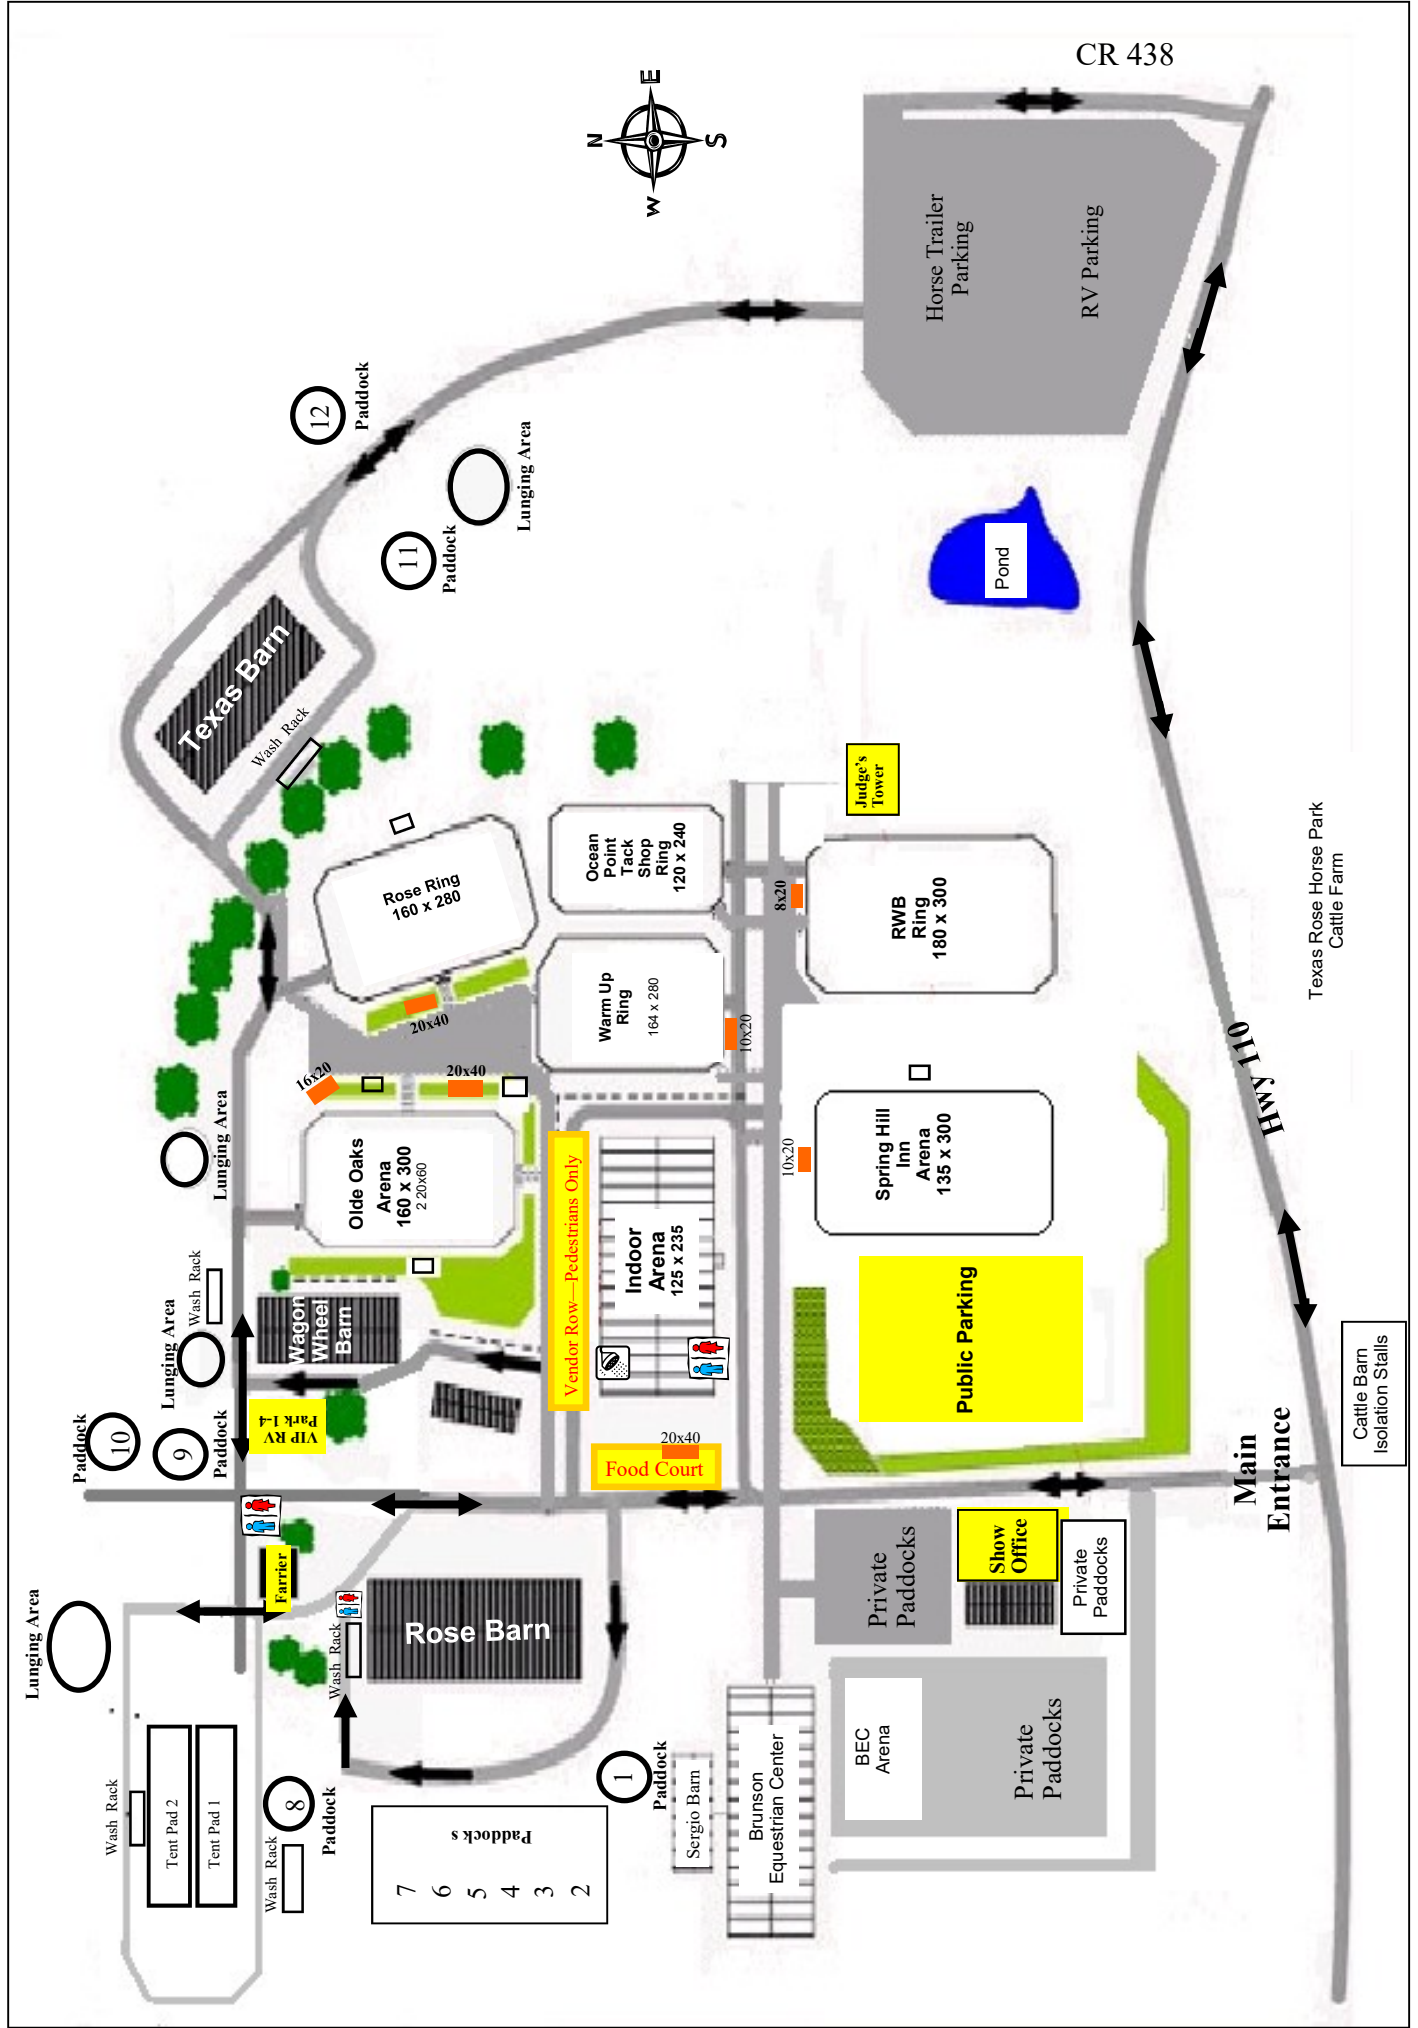 CR 438
N
E
S
W
Horse Trailer
Parking
RV Parking
12
Paddock
Lunging Area
11
Paddock
Pond
Texas Barn
Wash Rack
Judge's
Tower
Rose Ring
160 x 280
Ocean
Point
Tack
Shop
Ring
120 x 240
8x20
RWB
Ring
180 x 300
Texas Rose Horse Park
Cattle Farm
20x40
Warm Up
Ring
164 x 280
10x20
Hwy 110
16x20
20x40
Lunging Area
Olde Oaks
Arena
160 x 300
2 20x60
Vendor Row—Pedestrians Only
Indoor
Arena
125 x 235
10x20
Spring Hill
Inn
Arena
135 x 300
Wash Rack
Lunging Area
Wagon
Wheel
Barn
Public Parking
Cattle Barn
Isolation Stalls
Paddock
10
9
Paddock
VIP RV
Park 1-4
20x40
Food Court
Main
Entrance
Farrier
Lunging Area
Wash Rack
Rose Barn
Private
Paddocks
Show
Office
Private
Paddocks
Wash Rack
Tent Pad 2
Tent Pad 1
8
Paddock
Wash Rack
Paddock s
7
6
5
4
3
2
1
Paddock
Sergio Barn
Brunson
Equestrian Center
BEC
Arena
Private
Paddocks